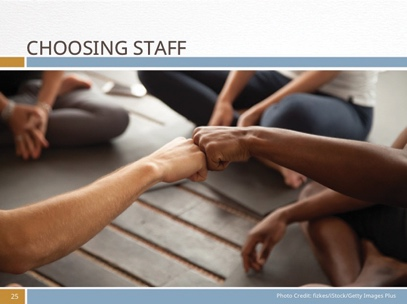 CHOOSING STAFF
25
Photo Credit: fizkes/iStock/Getty Images Plus